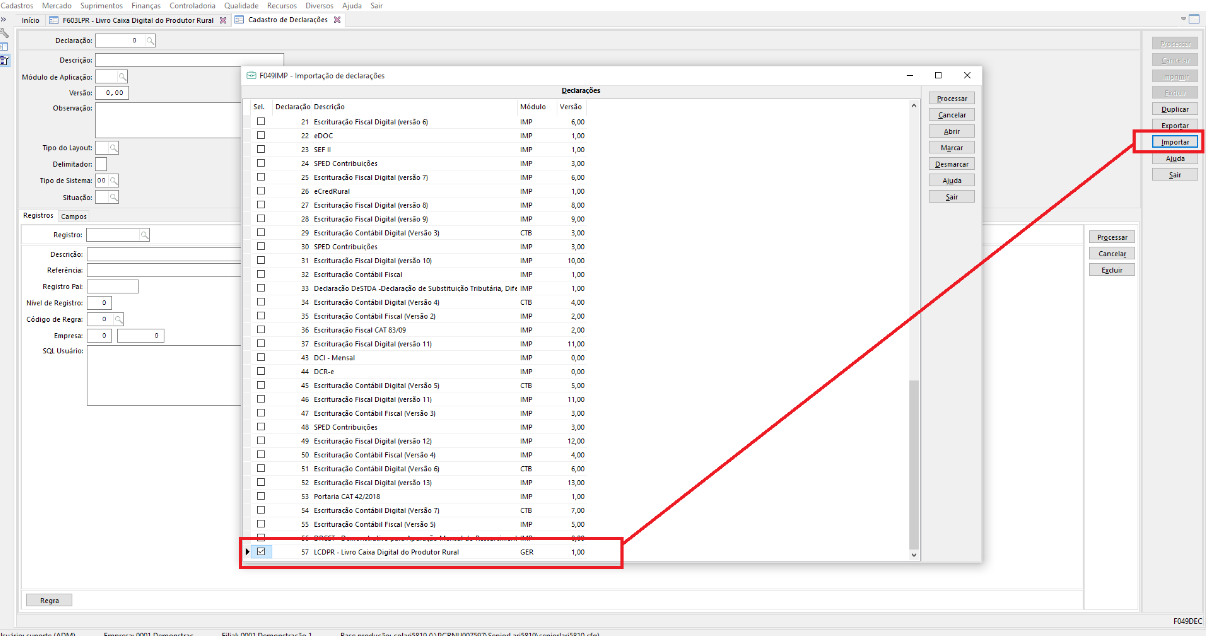 Cadastros Mercado Suprimentos Finanças Controladoria Qualidade Recursos Diversos Ajuda Sair
Início F603LPR - Livro Caixa Digital do Produtor Rural Cadastro de Declarações
Declaração: 0
Descrição:
Módulo de Aplicação:
Versão: 0,00
Observação:
Tipo do Layout:
Delimitador:
Tipo de Sistema: 00
Situação:
Registros Campos
Registro:
Descrição:
Referência:
Registro Pai:
Nível de Registro: 0
Código de Regra: 0
Empresa: 0 0
SQL Usuário:
Regra
F049IMP - Importação de declarações
Declarações
Sel. Declaração Descrição Módulo Versão
21 Escrituração Fiscal Digital (versão 6) IMP 6,00
22 eDOC IMP 1,00
23 SEF II IMP 1,00
24 SPED Contribuições IMP 3,00
25 Escrituração Fiscal Digital (versão 7) IMP 6,00
26 eCredRural IMP 1,00
27 Escrituração Fiscal Digital (versão 8) IMP 8,00
28 Escrituração Fiscal Digital (versão 9) IMP 9,00
29 Escrituração Contábil Digital (Versão 3) CTB 3,00
30 SPED Contribuições IMP 3,00
31 Escrituração Fiscal Digital (versão 10) IMP 10,00
32 Escrituração Contábil Fiscal IMP 1,00
33 Declaração DeSTDA -Declaração de Substituição Tributária, Dife IMP 1,00
34 Escrituração Contábil Digital (Versão 4) CTB 4,00
35 Escrituração Contábil Fiscal (Versão 2) IMP 2,00
36 Escrituração Fiscal CAT 83/09 IMP 2,00
37 Escrituração Fiscal Digital (versão 11) IMP 11,00
43 DCI - Mensal IMP 0,00
44 DCR-e IMP 0,00
45 Escrituração Contábil Digital (Versão 5) CTB 5,00
46 Escrituração Fiscal Digital (versão 11) IMP 11,00
47 Escrituração Contábil Fiscal (Versão 3) IMP 3,00
48 SPED Contribuições IMP 3,00
49 Escrituração Fiscal Digital (versão 12) IMP 12,00
50 Escrituração Contábil Fiscal (Versão 4) IMP 4,00
51 Escrituração Contábil Digital (Versão 6) CTB 6,00
52 Escrituração Fiscal Digital (versão 13) IMP 13,00
53 Portaria CAT 42/2018 IMP 1,00
54 Escrituração Contábil Digital (Versão 7) CTB 7,00
55 Escrituração Contábil Fiscal (Versão 5) IMP 5,00
57 LCDPR - Livro Caixa Digital do Produtor Rural GER 1,00
Processar
Cancelar
Abrir
Marcar
Desmarcar
Ajuda
Sair
Processar
Cancelar
Imprimir
Excluir
Duplicar
Exportar
Importar
Ajuda
Sair
Processar
Cancelar
Excluir
F049DEC